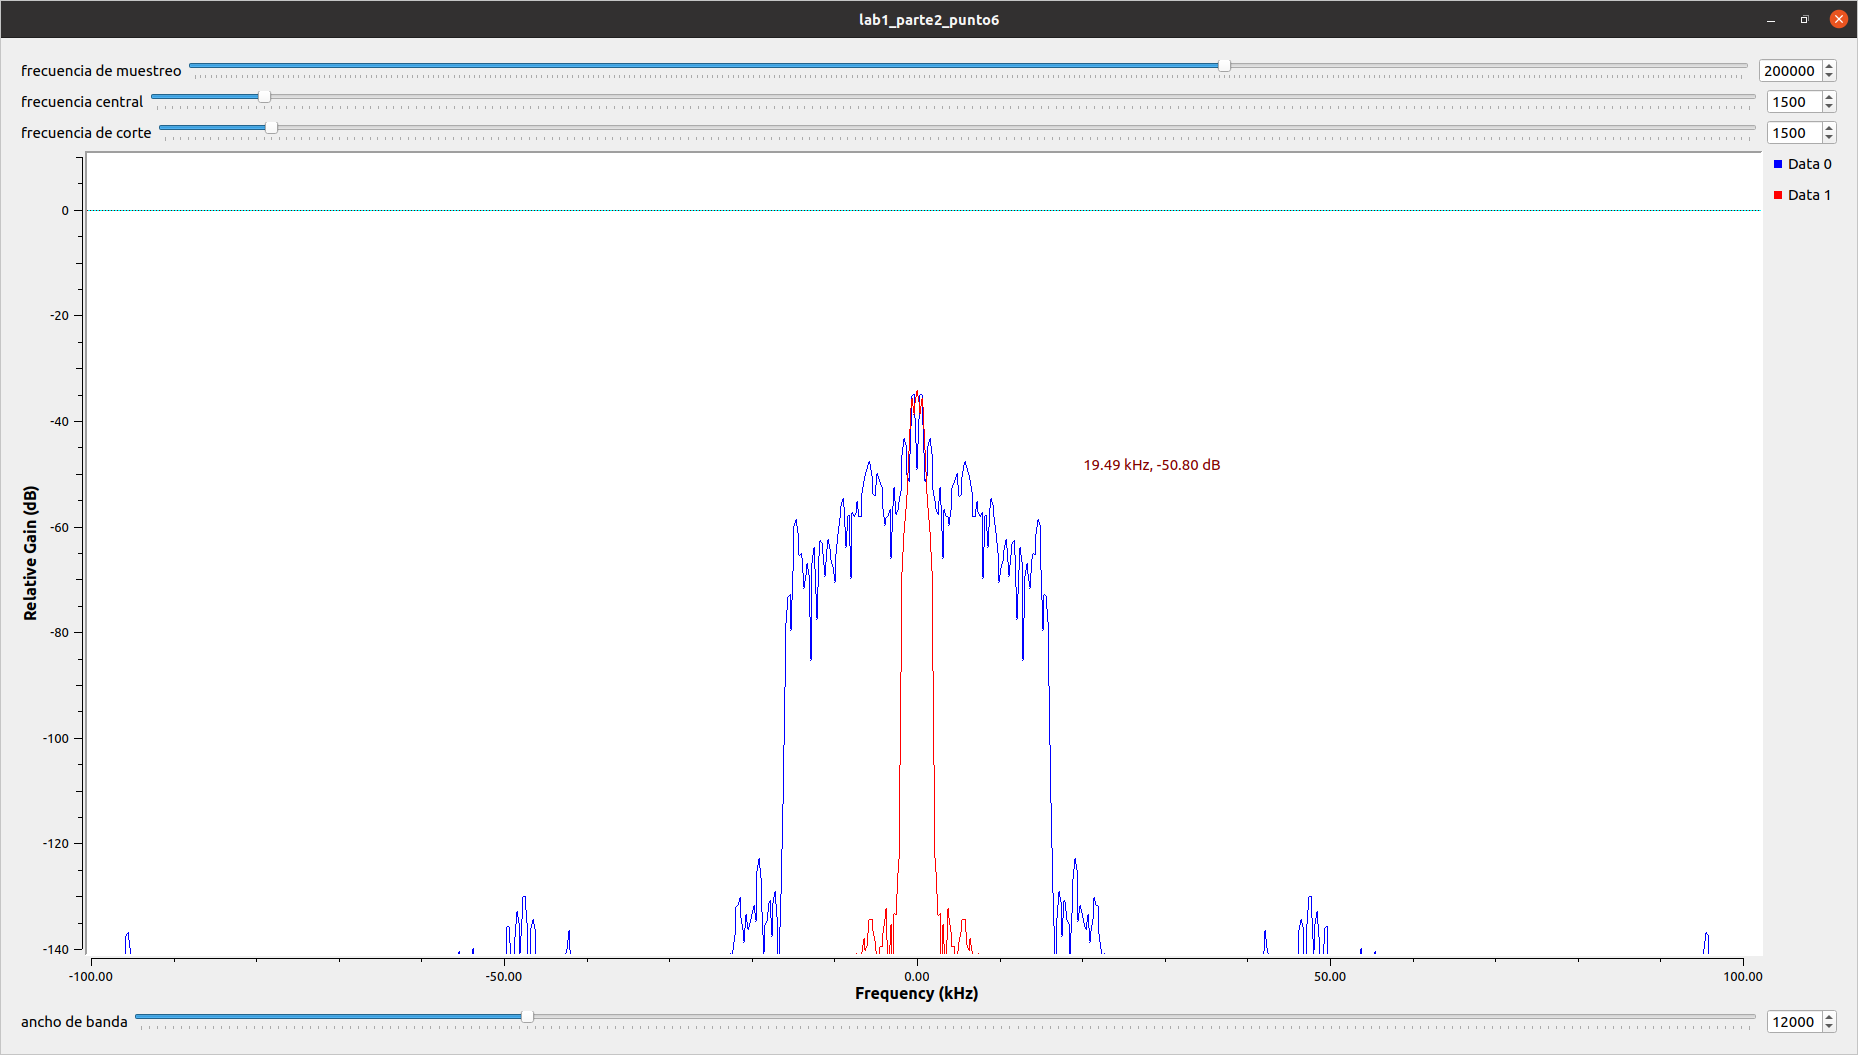 lab1_parte2_punto6
frecuencia de muestreo 200000
frecuencia central 1500
frecuencia de corte 1500
Data 0
Data 1
0
-20
-40
-60
-80
-100
-120
-140
Relative Gain (dB)
19.49 kHz, -50.80 dB
-100.00 -50.00 0.00 50.00 100.00
Frequency (kHz)
ancho de banda 12000